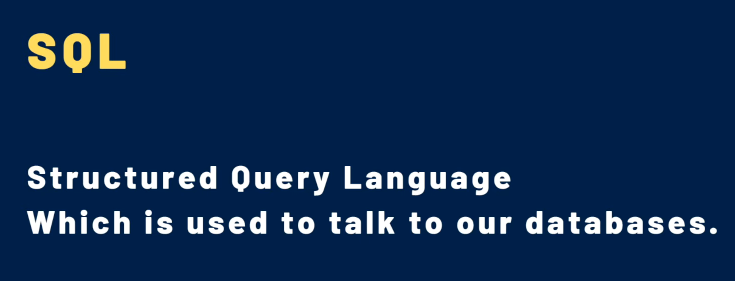 SQL
Structured Query Language
Which is used to talk to our databases.